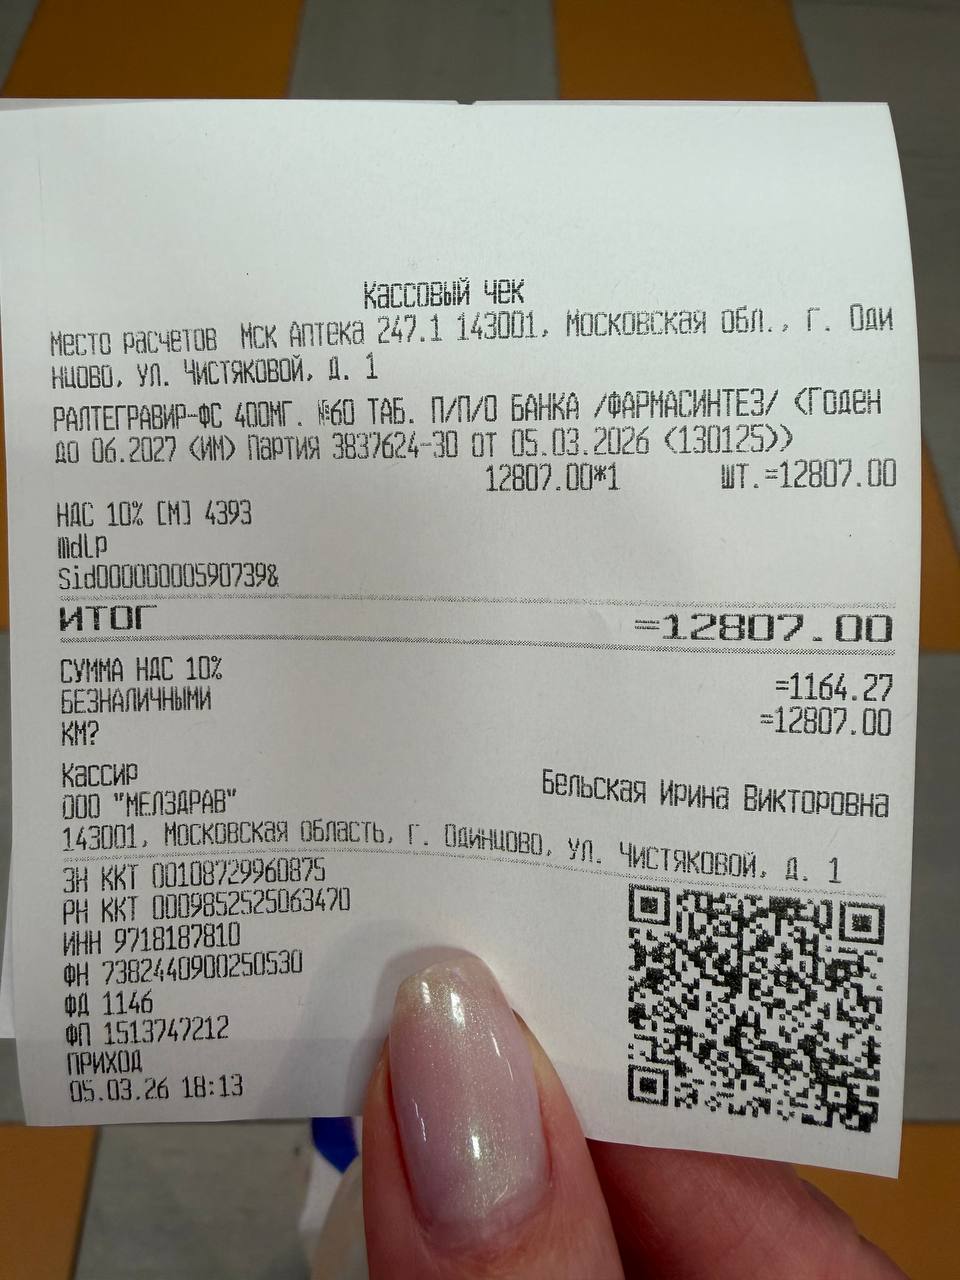 Кассовый чек
Место расчетов МСК Аптека 247.1 143001, Московская обл., г. Оди
нцово, ул. Чистяковой, д. 1
РАЛТЕГРАВИР-ФС 400МГ. №60 ТАБ. П/П/О БАНКА /ФАРМАСИНТЕЗ/ <Годен
до 06.2027 <ИМ> Партия 3837624-30 от 05.03.2026 <130125>>
12807.00*1 шт.=12807.00
НДС 10% [М] 4393
mdlp
Sid00000000590739&
ИТОГ =12807.00
СУММА НДС 10% =1164.27
БЕЗНАЛИЧНЫМИ =12807.00
КМ?
Кассир Бельская Ирина Викторовна
ООО "МЕЛЗДРАВ"
143001, Московская область, г. Одинцово, ул. Чистяковой, д. 1
ЗН ККТ 00108729960875
РН ККТ 0009852525063470
ИНН 9718187810
ФН 7382440900250530
ФД 1146
ФП 1513747212
ПРИХОД
05.03.26 18:13